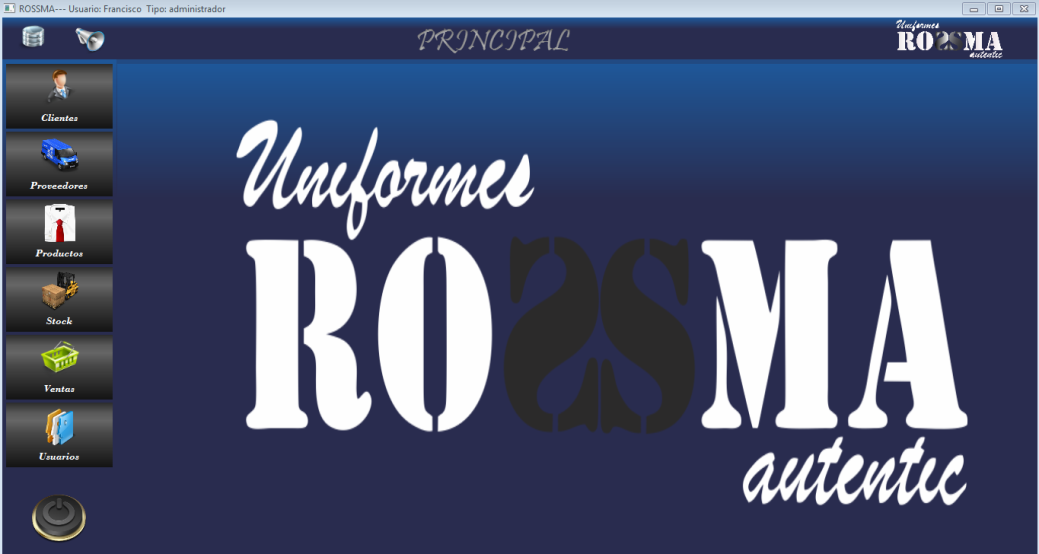 ROSSMA--- Usuario: Francisco Tipo: administrador
PRINCIPAL
Uniformes
ROSSMA
autentic
Clientes
Proveedores
Productos
Stock
Ventas
Usuarios
Uniformes
ROSSMA
autentic